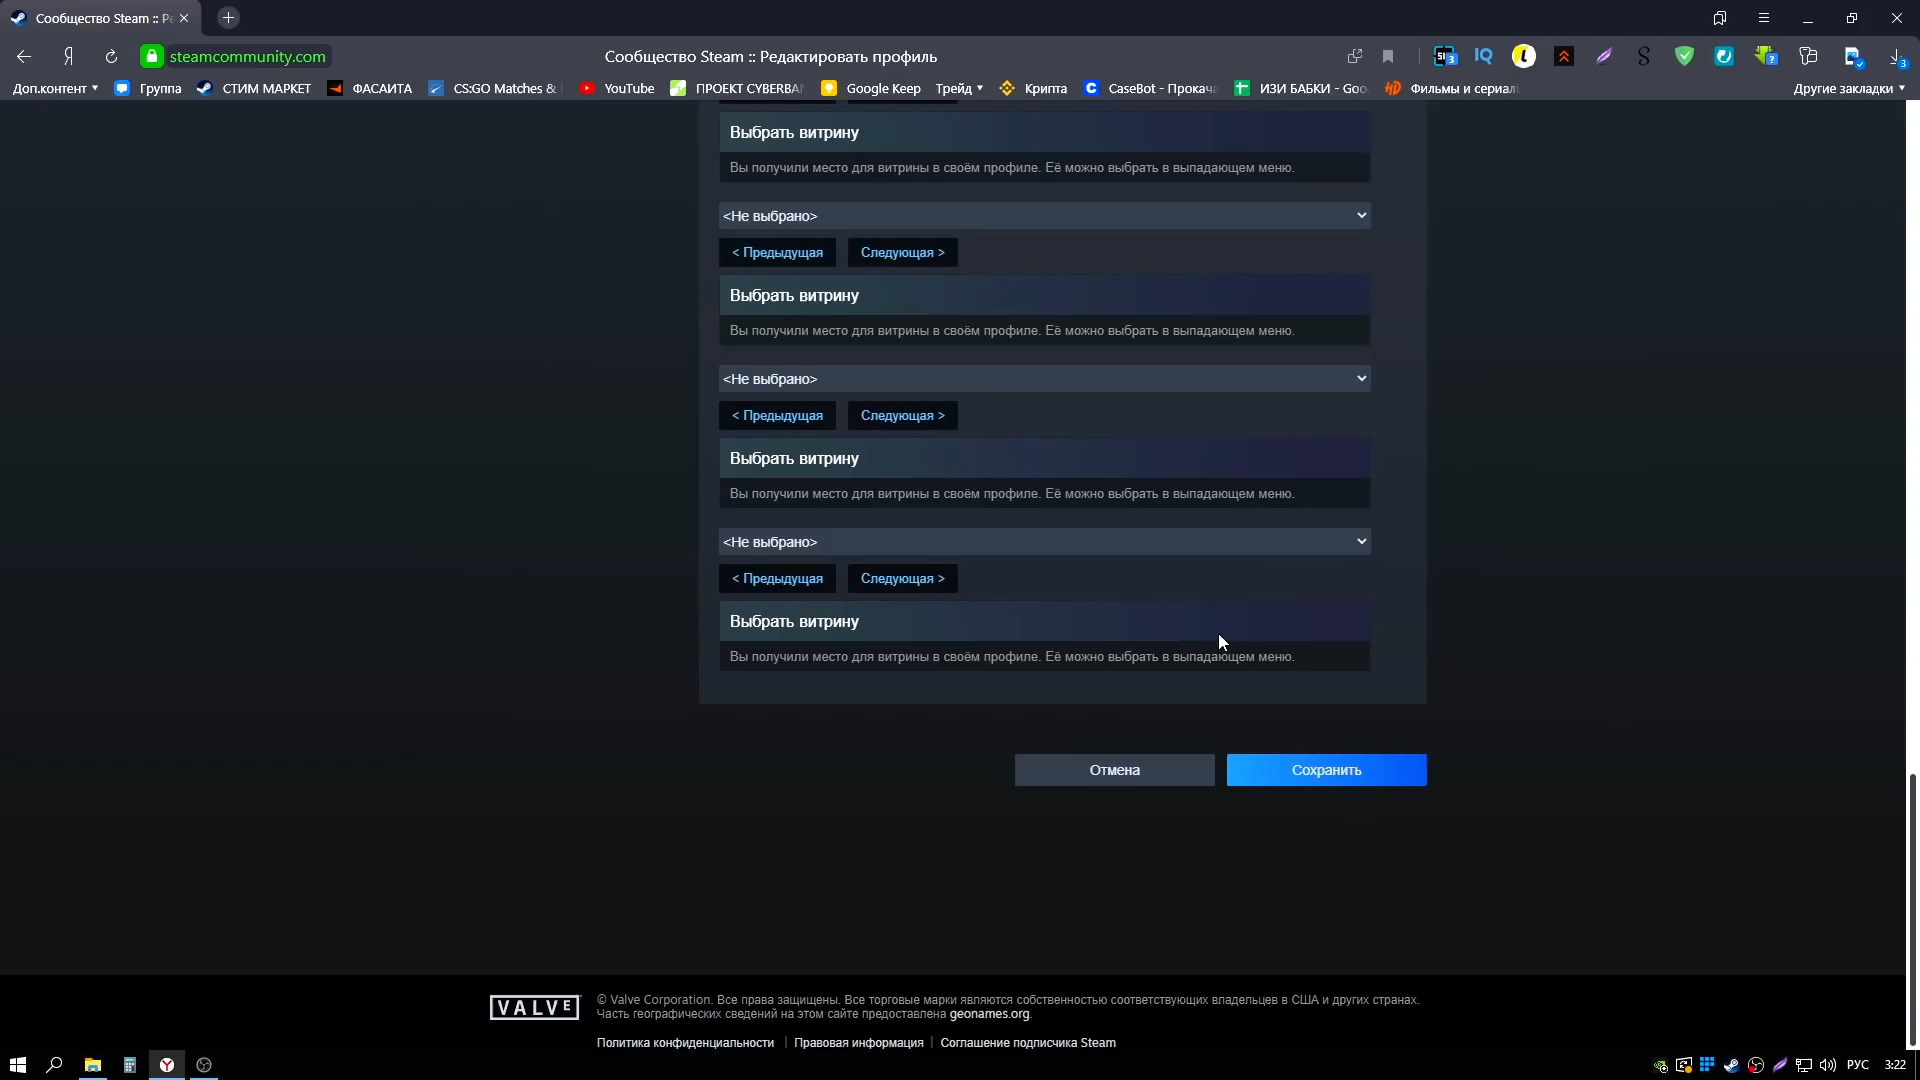 Сообщество Steam :: Ре
steamcommunity.com
Сообщество Steam :: Редактировать профиль
Доп.контент
Группа
СТИМ МАРКЕТ
ФАСАИТА
CS:GO Matches &
YouTube
ПРОЕКТ CYBERBA
Google Keep
Трейд
Крипта
CaseBot - Прокача
ИЗИ БАБКИ - Goo
Фильмы и сериал
Другие закладки
Выбрать витрину
Вы получили место для витрины в своём профиле. Её можно выбрать в выпадающем меню.
<Не выбрано>
< Предыдущая
Следующая >
Выбрать витрину
Вы получили место для витрины в своём профиле. Её можно выбрать в выпадающем меню.
<Не выбрано>
< Предыдущая
Следующая >
Выбрать витрину
Вы получили место для витрины в своём профиле. Её можно выбрать в выпадающем меню.
<Не выбрано>
< Предыдущая
Следующая >
Выбрать витрину
Вы получили место для витрины в своём профиле. Её можно выбрать в выпадающем меню.
Отмена
Сохранить
VALVE
© Valve Corporation. Все права защищены. Все торговые марки являются собственностью соответствующих владельцев в США и других странах.
Часть географических сведений на этом сайте предоставлена geonames.org.
Политика конфиденциальности | Правовая информация | Соглашение подписчика Steam
РУС
3:22